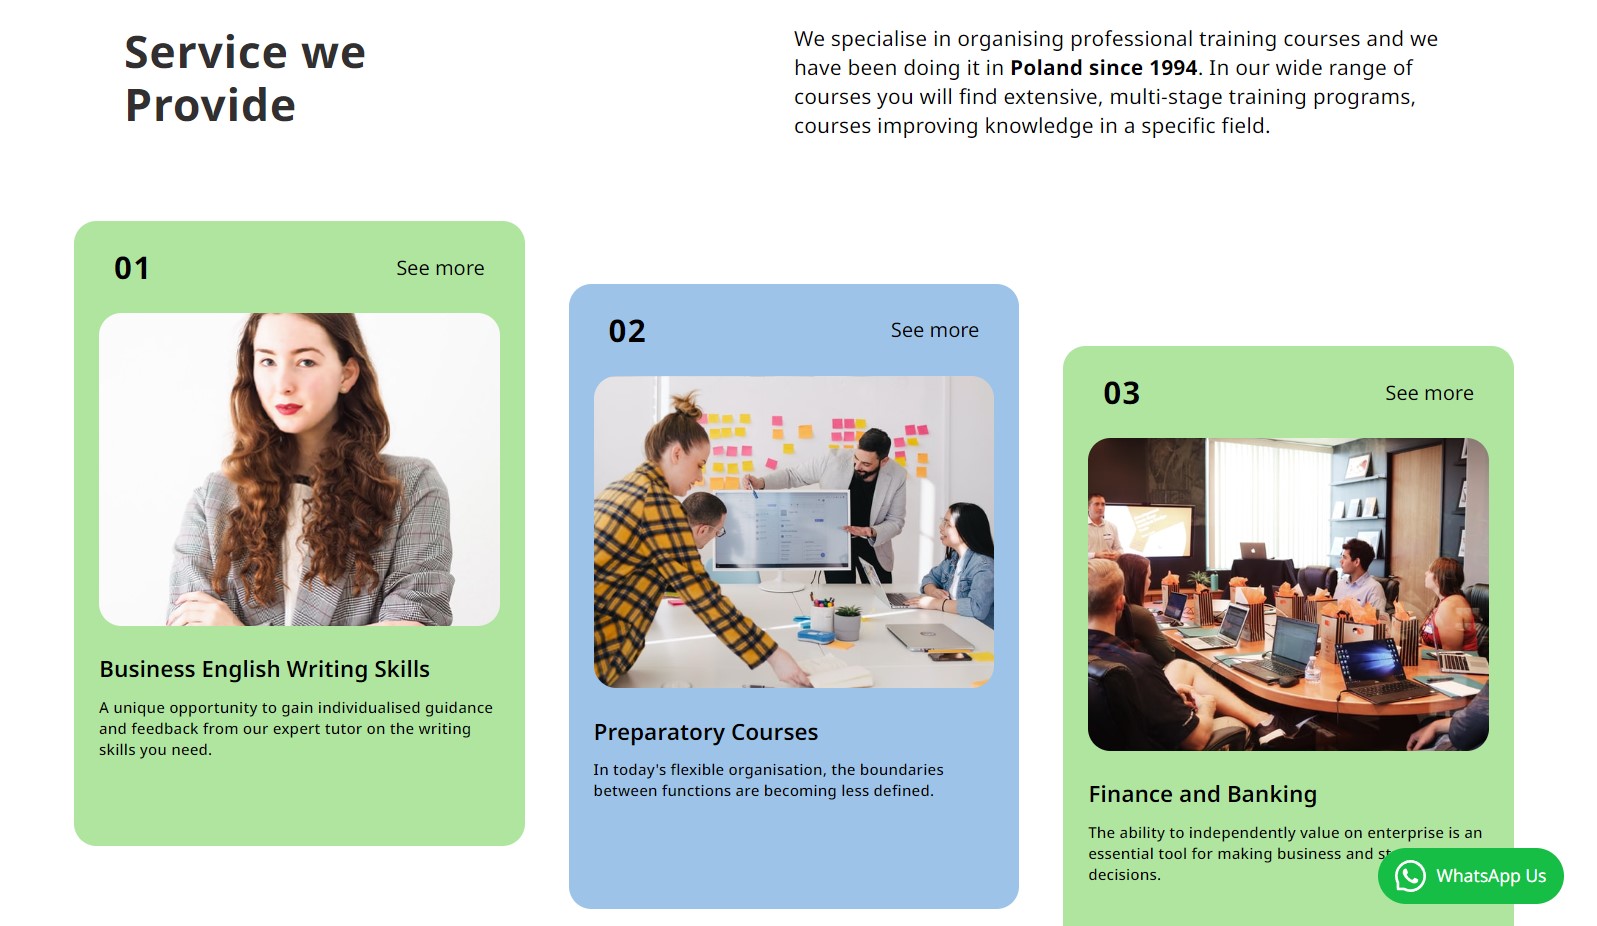 Service we
Provide
We specialise in organising professional training courses and we
have been doing it in Poland since 1994. In our wide range of
courses you will find extensive, multi-stage training programs,
courses improving knowledge in a specific field.
01
See more
Business English Writing Skills
A unique opportunity to gain individualised guidance
and feedback from our expert tutor on the writing
skills you need.
02
See more
Preparatory Courses
In today's flexible organisation, the boundaries
between functions are becoming less defined.
03
See more
Finance and Banking
The ability to independently value on enterprise is an
essential tool for making business and
decisions.
WhatsApp Us